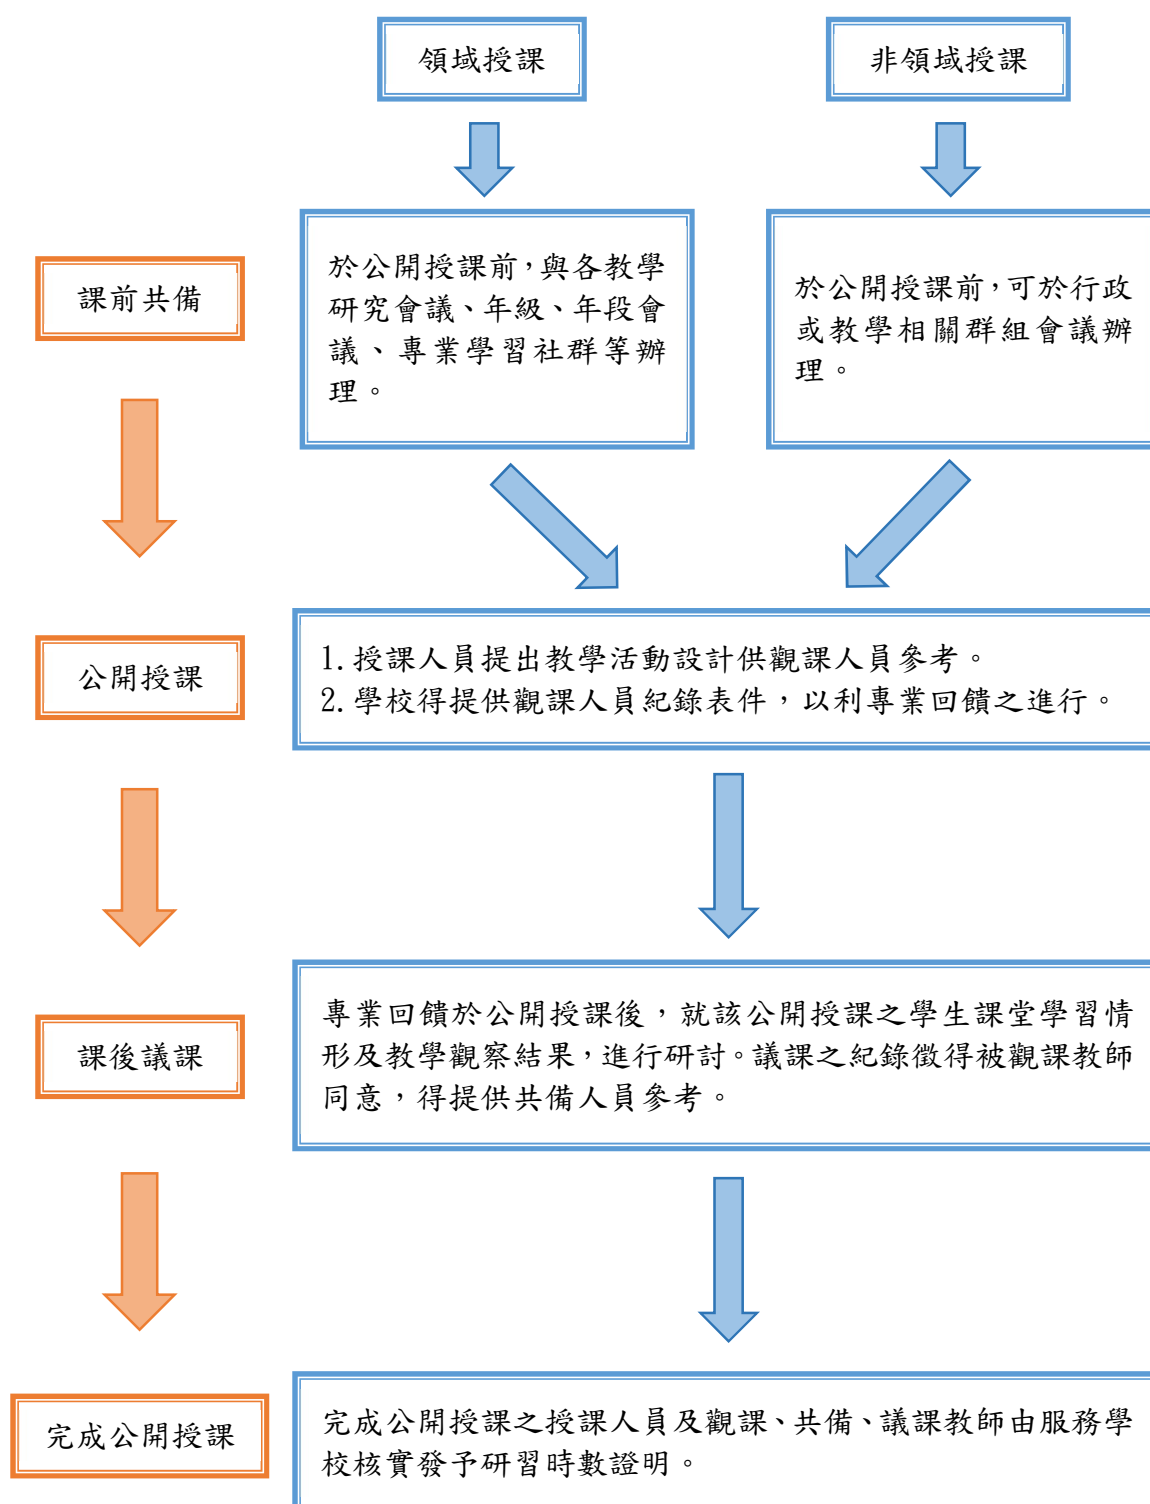 領域授課
非領域授課
課前共備
於公開授課前，與各教學
研究會議、年級、年段會
議、專業學習社群等辦
理。
於公開授課前，可於行政
或教學相關群組會議辦
理。
公開授課
1.授課人員提出教學活動設計供觀課人員參考。
2.學校得提供觀課人員紀錄表件，以利專業回饋之進行。
課後議課
專業回饋於公開授課後，就該公開授課之學生課堂學習情
形及教學觀察結果，進行研討。議課之紀錄徵得被觀課教師
同意，得提供共備人員參考。
完成公開授課
完成公開授課之授課人員及觀課、共備、議課教師由服務學
校核實發予研習時數證明。